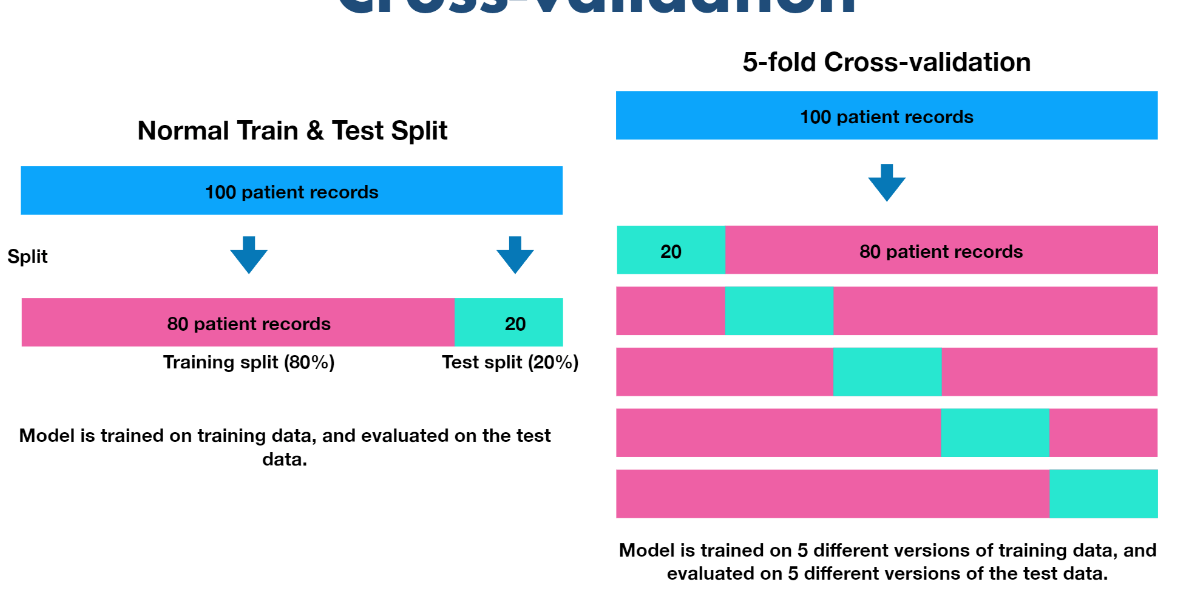 Cross-validation
Normal Train & Test Split
100 patient records
Split
80 patient records
20
Training split (80%)
Test split (20%)
Model is trained on training data, and evaluated on the test
data.
5-fold Cross-validation
100 patient records
20
80 patient records
Model is trained on 5 different versions of training data, and
evaluated on 5 different versions of the test data.